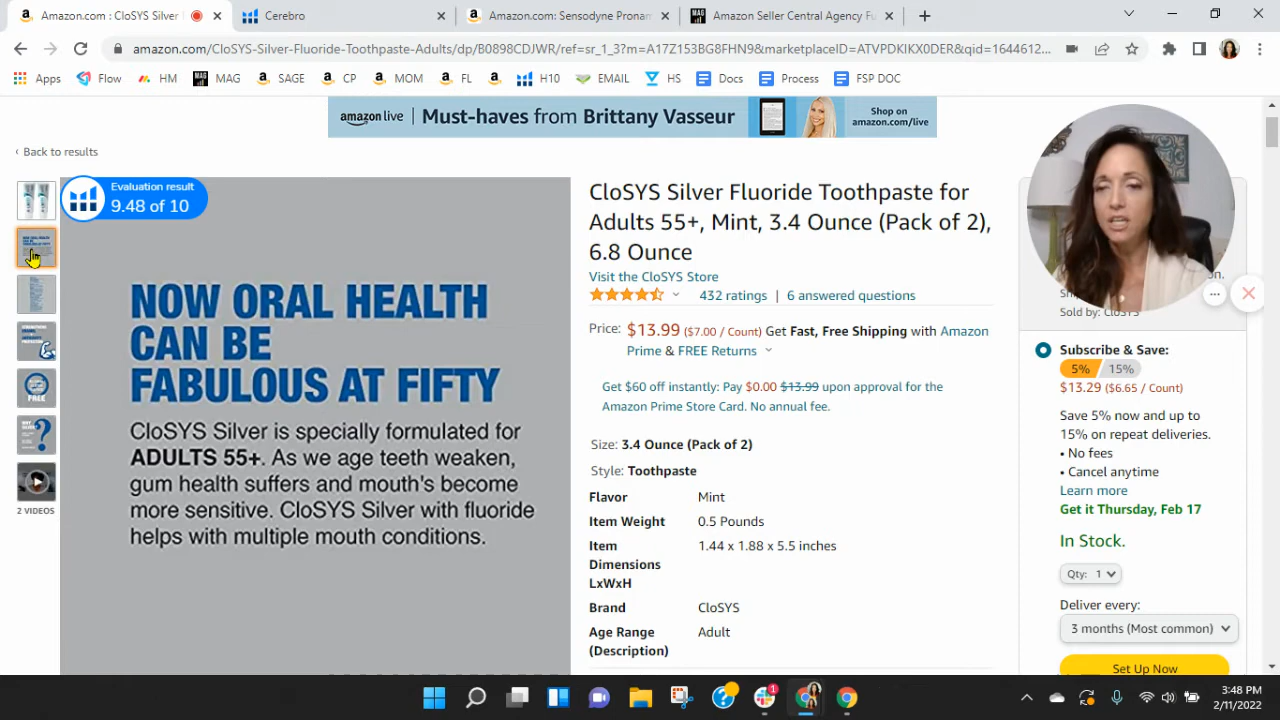 Amazon.com : CloSYS Silver
Cerebro
Amazon.com: Sensodyne Pronam
MAG
Amazon Seller Central Agency Fu
amazon.com/CloSYS-Silver-Fluoride-Toothpaste-Adults/dp/B0898CDJWR/ref=sr_1_3?m=A17Z153BG8FHN9&marketplaceID=ATVPDKIKX0DER&qid=1644612...
Apps
Flow
HM
MAG
MAG
SAGE
CP
MOM
FL
H10
EMAIL
HS
Docs
Process
FSP DOC
amazon live
Must-haves from Brittany Vasseur
Shop on
amazon.com/live
‹ Back to results
Evaluation result
9.48 of 10
NOW ORAL HEALTH
CAN BE
FABULOUS AT FIFTY
CloSYS Silver is specially formulated for
ADULTS 55+. As we age teeth weaken,
gum health suffers and mouth's become
more sensitive. CloSYS Silver with fluoride
helps with multiple mouth conditions.
2 VIDEOS
CloSYS Silver Fluoride Toothpaste for
Adults 55+, Mint, 3.4 Ounce (Pack of 2),
6.8 Ounce
Visit the CloSYS Store
432 ratings | 6 answered questions
Price: $13.99 ($7.00 / Count) Get Fast, Free Shipping with Amazon
Prime & FREE Returns
Get $60 off instantly: Pay $0.00 $13.99 upon approval for the
Amazon Prime Store Card. No annual fee.
Size: 3.4 Ounce (Pack of 2)
Style: Toothpaste
Flavor Mint
Item Weight 0.5 Pounds
Item 1.44 x 1.88 x 5.5 inches
Dimensions
LxWxH
Brand CloSYS
Age Range Adult
(Description)
Sold by: CloSYS
Subscribe & Save:
5% 15%
$13.29 ($6.65 / Count)
Save 5% now and up to
15% on repeat deliveries.
• No fees
• Cancel anytime
Learn more
Get it Thursday, Feb 17
In Stock.
Qty: 1
Deliver every:
3 months (Most common)
Set Up Now
1
3:48 PM
2/11/2022